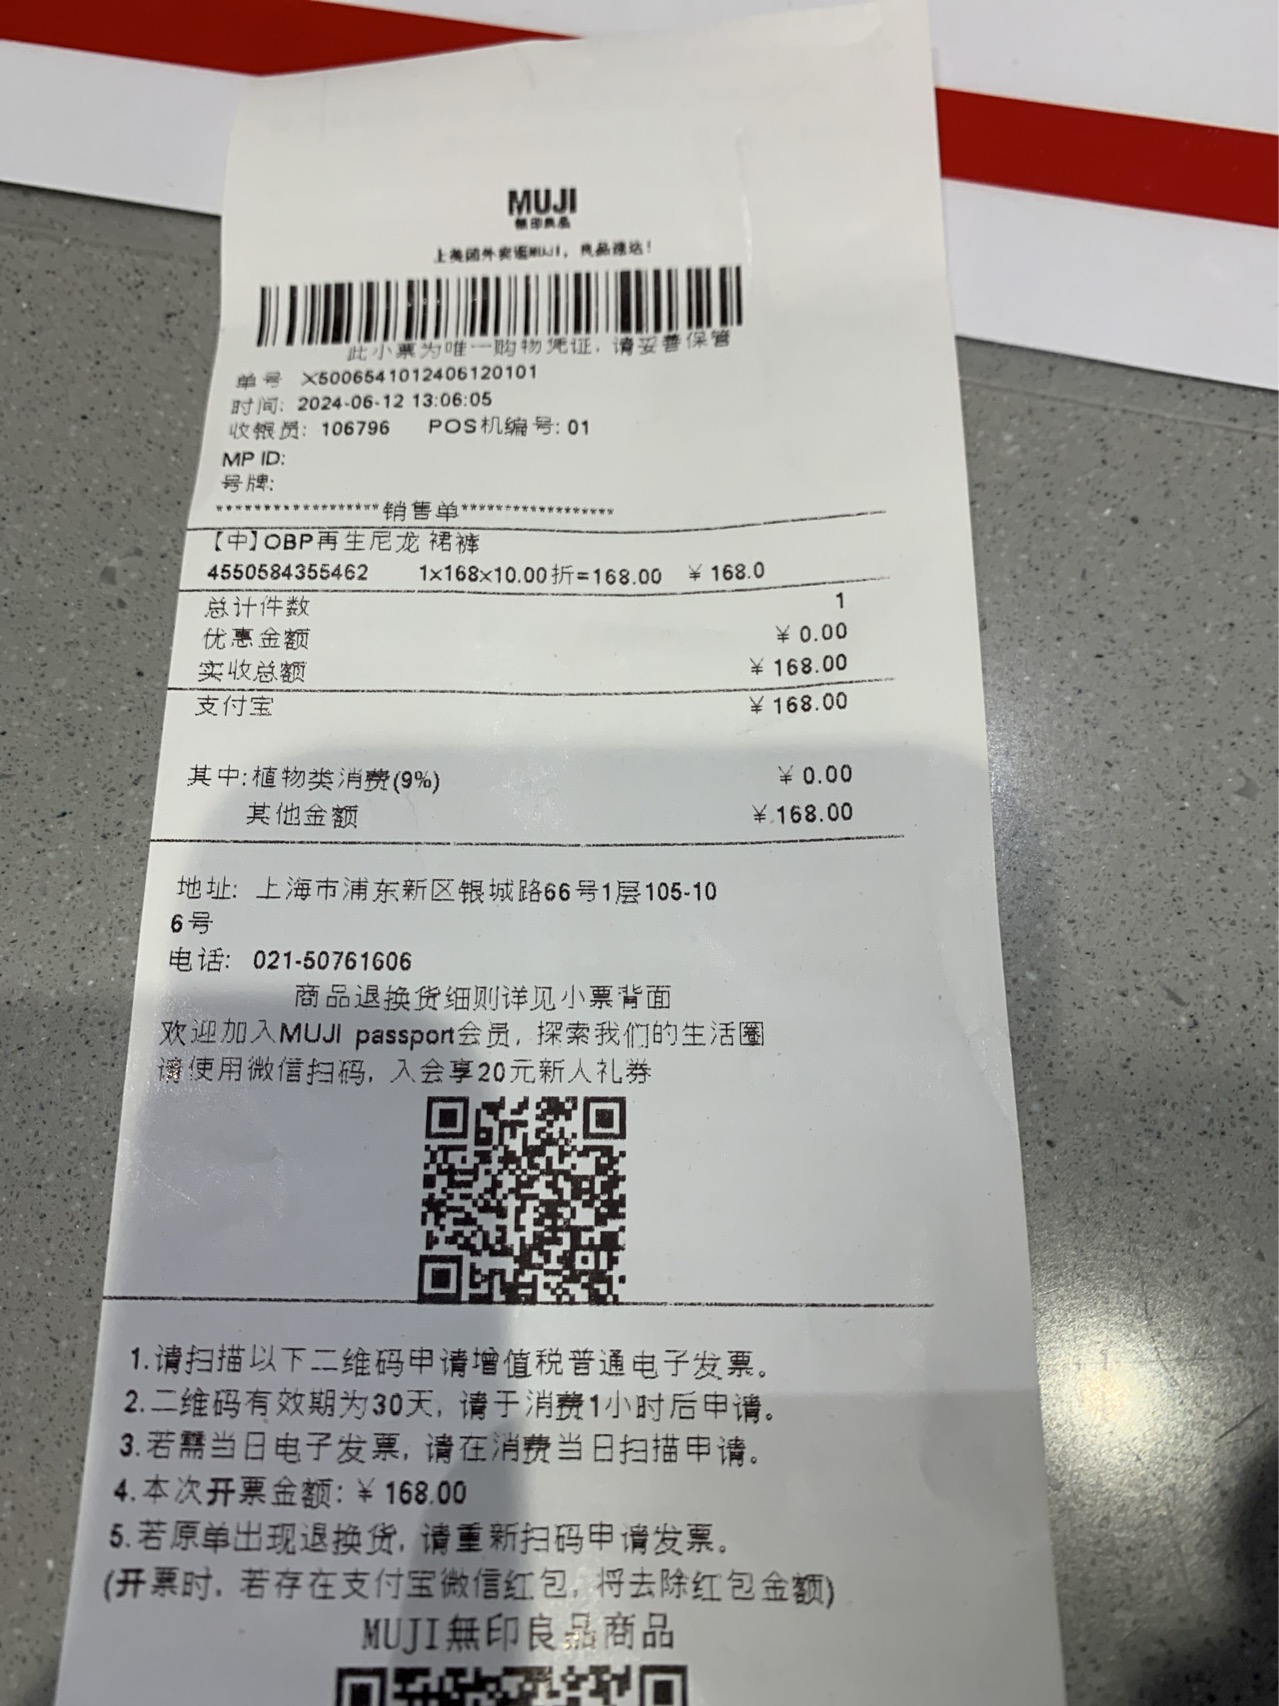 MUJI
無印良品
上美团外卖逛MUJI，良品速达！
此小票为唯一购物凭证，请妥善保管
单号 X5006541012406120101
时间: 2024-06-12 13:06:05
收银员: 106796 POS机编号: 01
MP ID:
号牌:
******************销售单*****************
【中】OBP再生尼龙 裙裤
4550584355462 1x168x10.00折=168.00 ¥ 168.0
总计件数 1
优惠金额 ¥ 0.00
实收总额 ¥ 168.00
支付宝 ¥ 168.00
其中:植物类消费(9%) ¥ 0.00
其他金额 ¥ 168.00
地址: 上海市浦东新区银城路66号1层105-10
6号
电话: 021-50761606
商品退换货细则详见小票背面
欢迎加入MUJI passport会员, 探索我们的生活圈
请使用微信扫码, 入会享20元新人礼券
1.请扫描以下二维码申请增值税普通电子发票。
2.二维码有效期为30天, 请于消费1小时后申请。
3.若需当日电子发票, 请在消费当日扫描申请。
4.本次开票金额: ¥ 168.00
5.若原单出现退换货, 请重新扫码申请发票。
(开票时, 若存在支付宝微信红包, 将去除红包金额)
MUJI無印良品商品